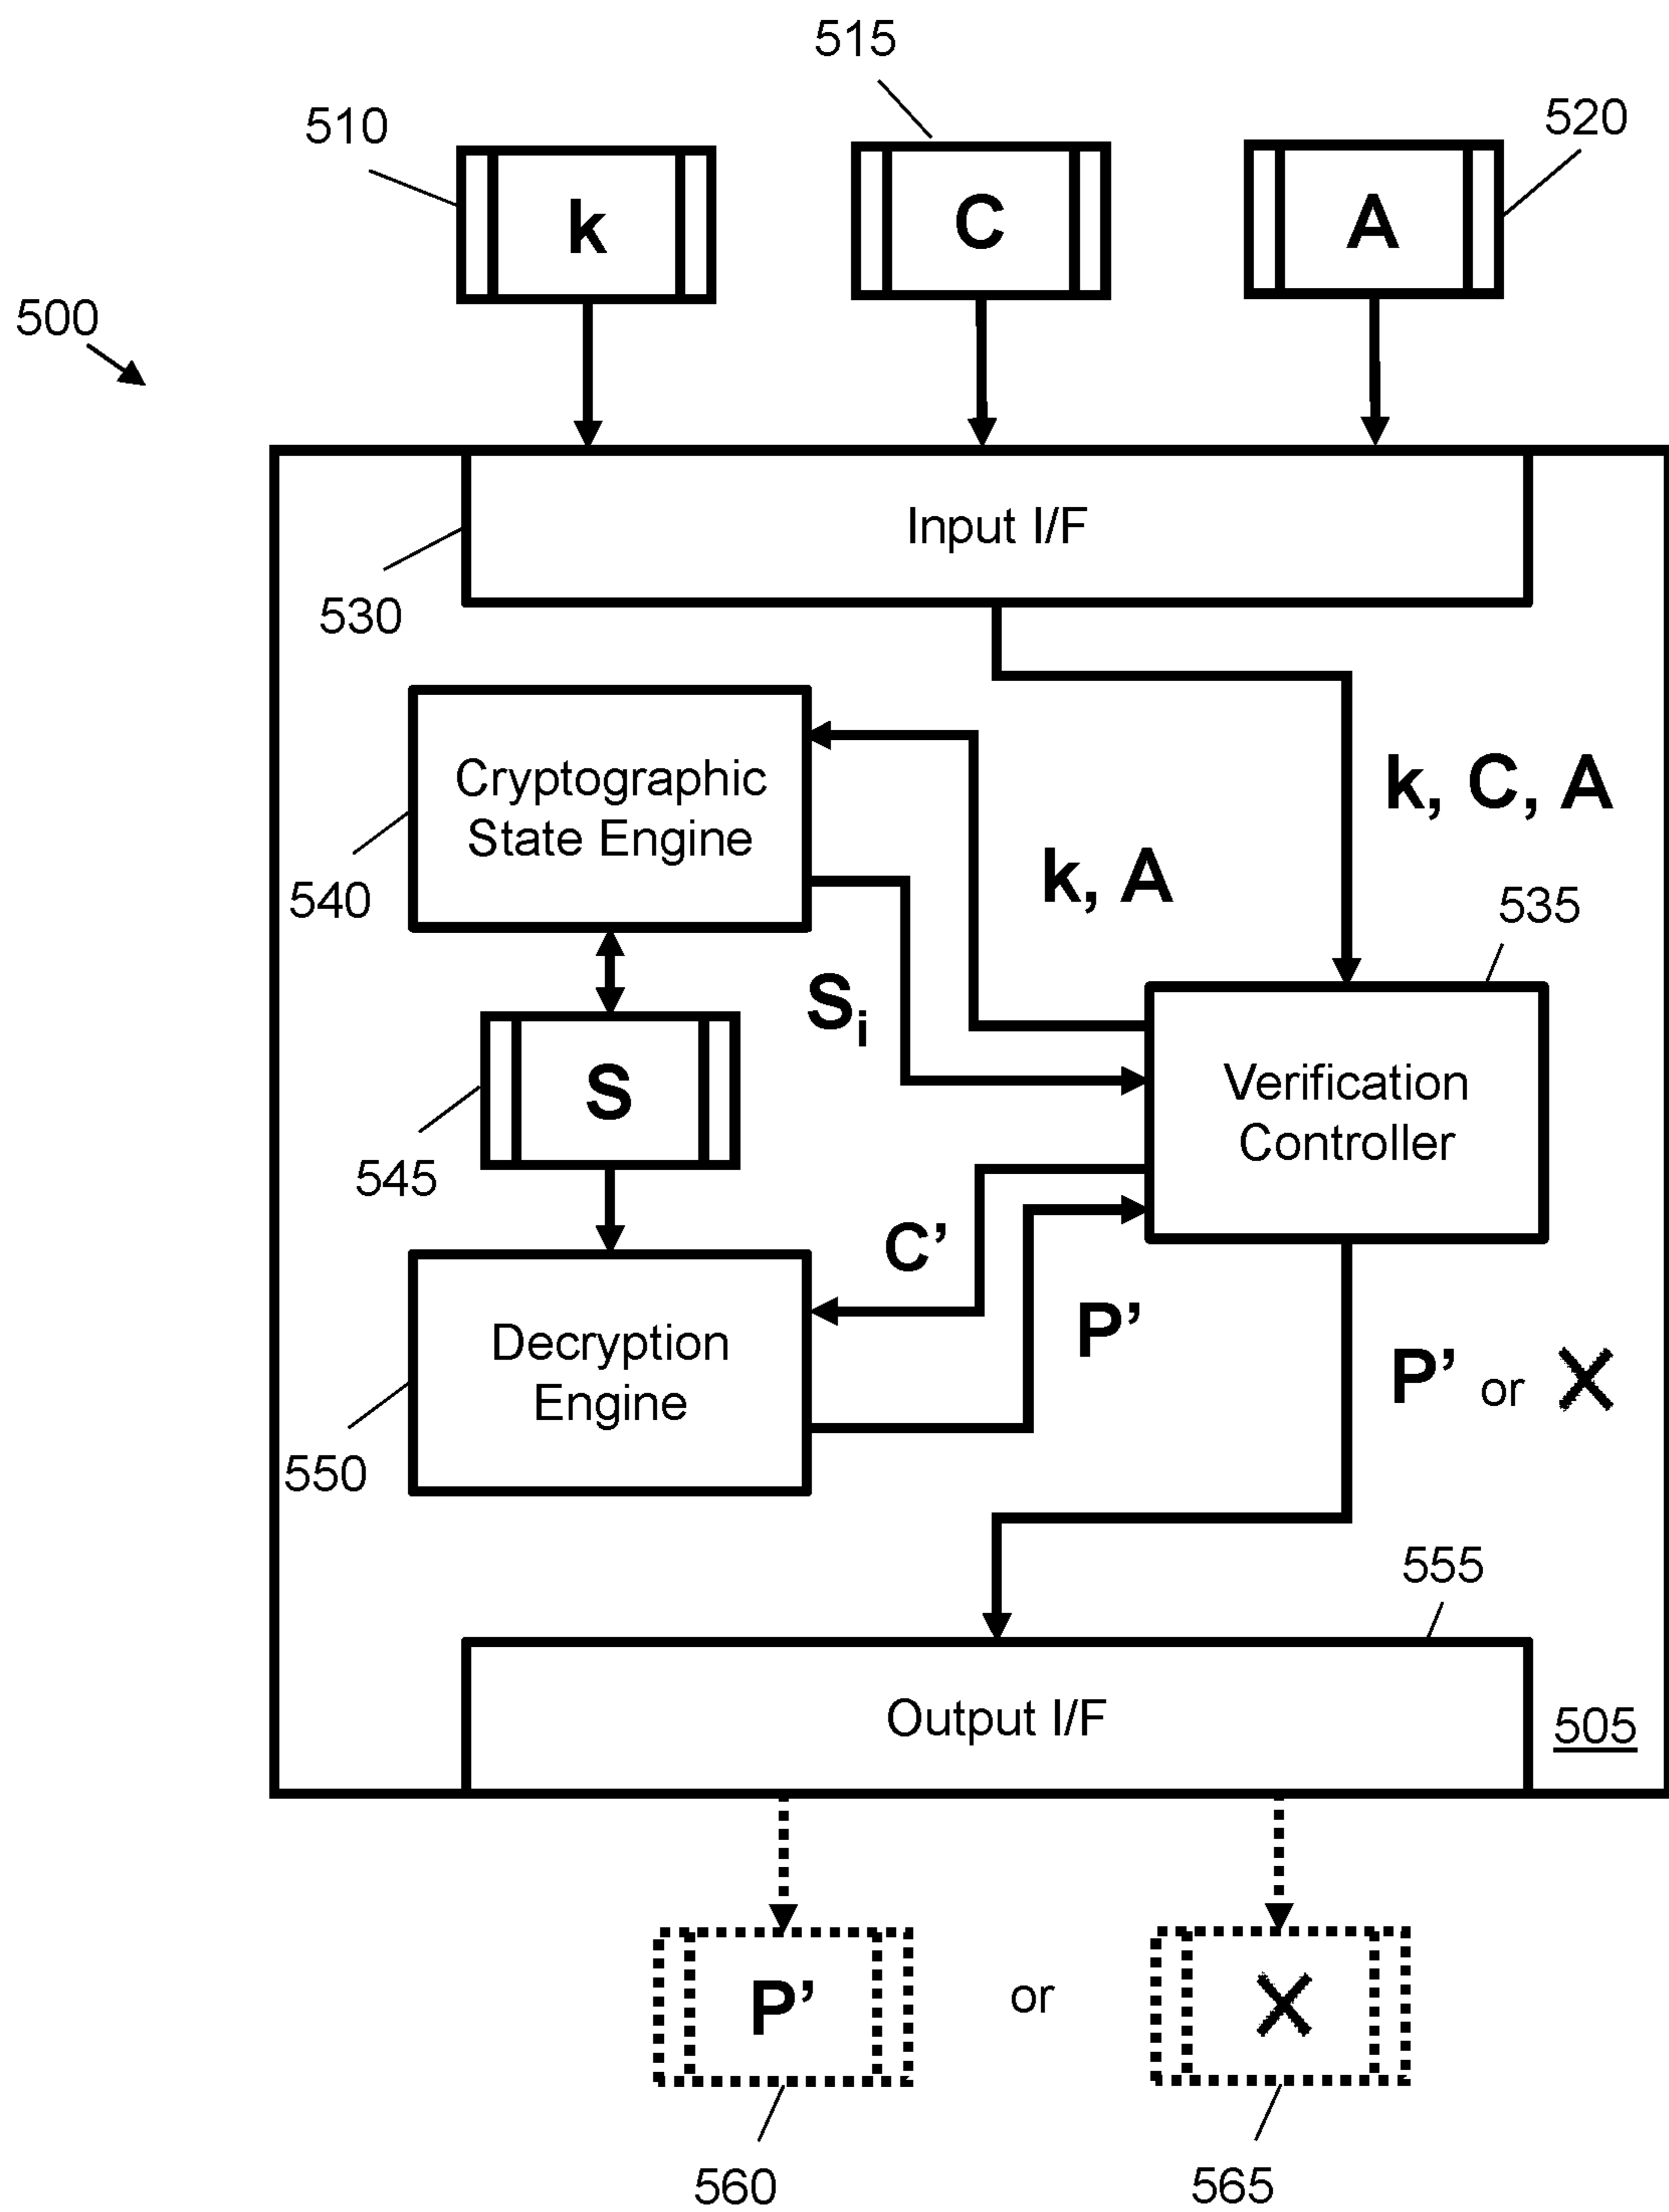 515
510
520
k
C
A
500
Input I/F
530
Cryptographic
State Engine
k, C, A
k, A
540
535
Si
S
Verification
Controller
545
C’
P’
Decryption
Engine
P’ or X
550
555
Output I/F
505
P’
or
X
560
565